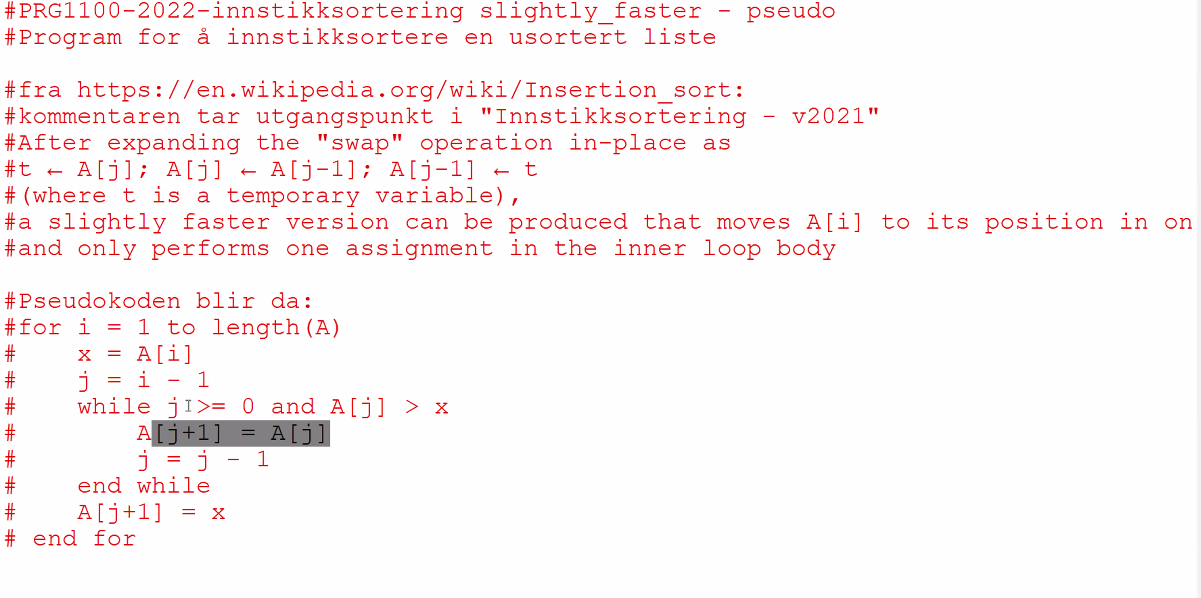 #PRG1100-2022-innstikksortering slightly_faster - pseudo
#Program for å innstikksortere en usortert liste
#fra https://en.wikipedia.org/wiki/Insertion_sort:
#kommentaren tar utgangspunkt i "Innstikksortering - v2021"
#After expanding the "swap" operation in-place as
#t ← A[j]; A[j] ← A[j-1]; A[j-1] ← t
#(where t is a temporary variable),
#a slightly faster version can be produced that moves A[i] to its position in on
#and only performs one assignment in the inner loop body
#Pseudokoden blir da:
#for i = 1 to length(A)
#    x = A[i]
#    j = i - 1
#    while j >= 0 and A[j] > x
#        A[j+1] = A[j]
#        j = j - 1
#    end while
#    A[j+1] = x
# end for